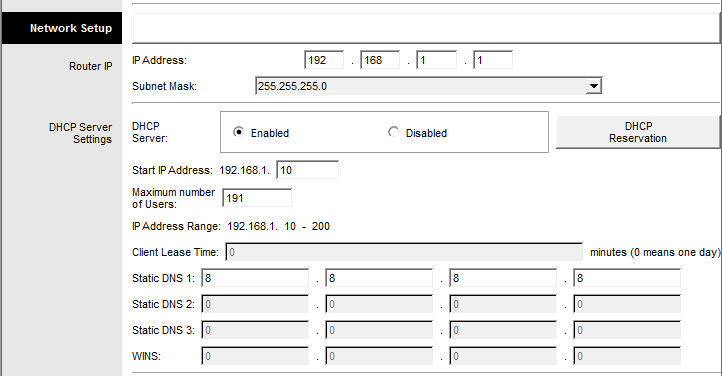 Network Setup
Router IP
IP Address: 192 . 168 . 1 . 1
Subnet Mask: 255.255.255.0
DHCP Server
Settings
DHCP
Server:
Enabled Disabled
DHCP
Reservation
Start IP Address: 192.168.1. 10
Maximum number
of Users: 191
IP Address Range: 192.168.1. 10 - 200
Client Lease Time: 0 minutes (0 means one day)
Static DNS 1: 8 . 8 . 8 . 8
Static DNS 2: 0 . 0 . 0 . 0
Static DNS 3: 0 . 0 . 0 . 0
WINS: 0 . 0 . 0 . 0